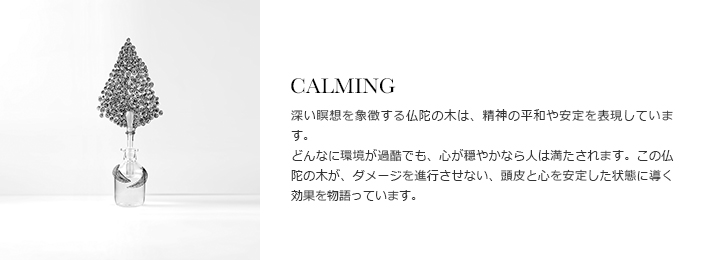 CALMING
深い瞑想を象徴する仏陀の木は、精神の平和や安定を表現していま
す。
どんなに環境が過酷でも、心が穏やかなら人は満たされます。この仏
陀の木が、ダメージを進行させない、頭皮と心を安定した状態に導く
効果を物語っています。